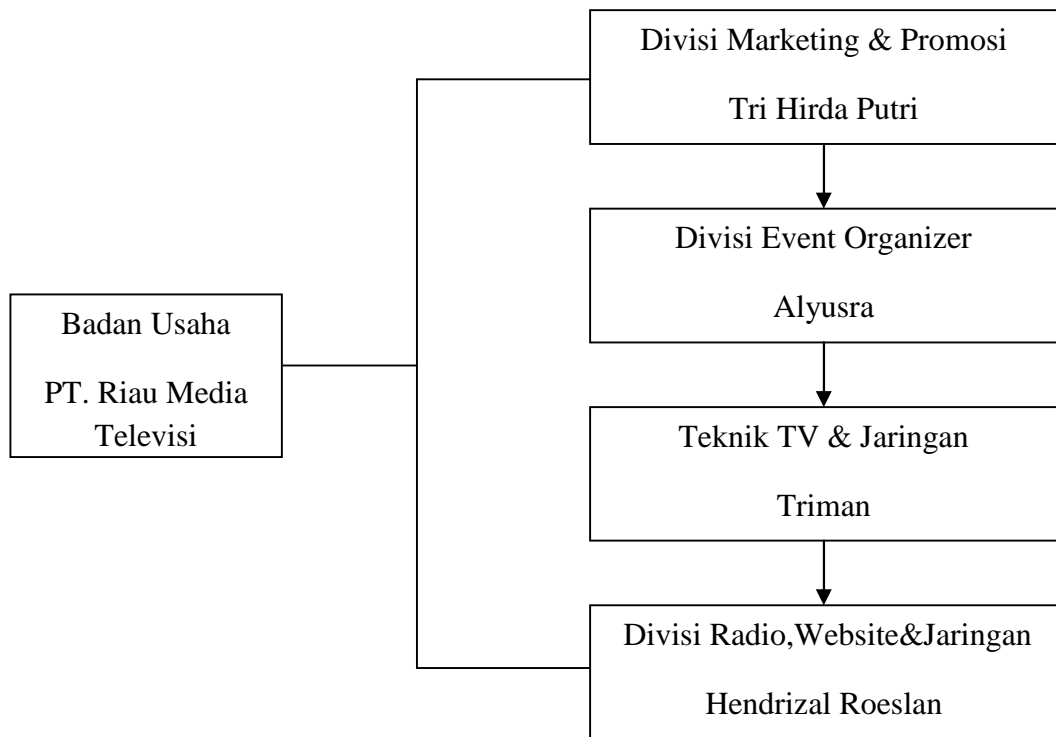 Divisi Marketing & Promosi
Tri Hirda Putri
Divisi Event Organizer
Alyusra
Badan Usaha
PT. Riau Media
Televisi
Teknik TV & Jaringan
Triman
Divisi Radio,Website&Jaringan
Hendrizal Roeslan